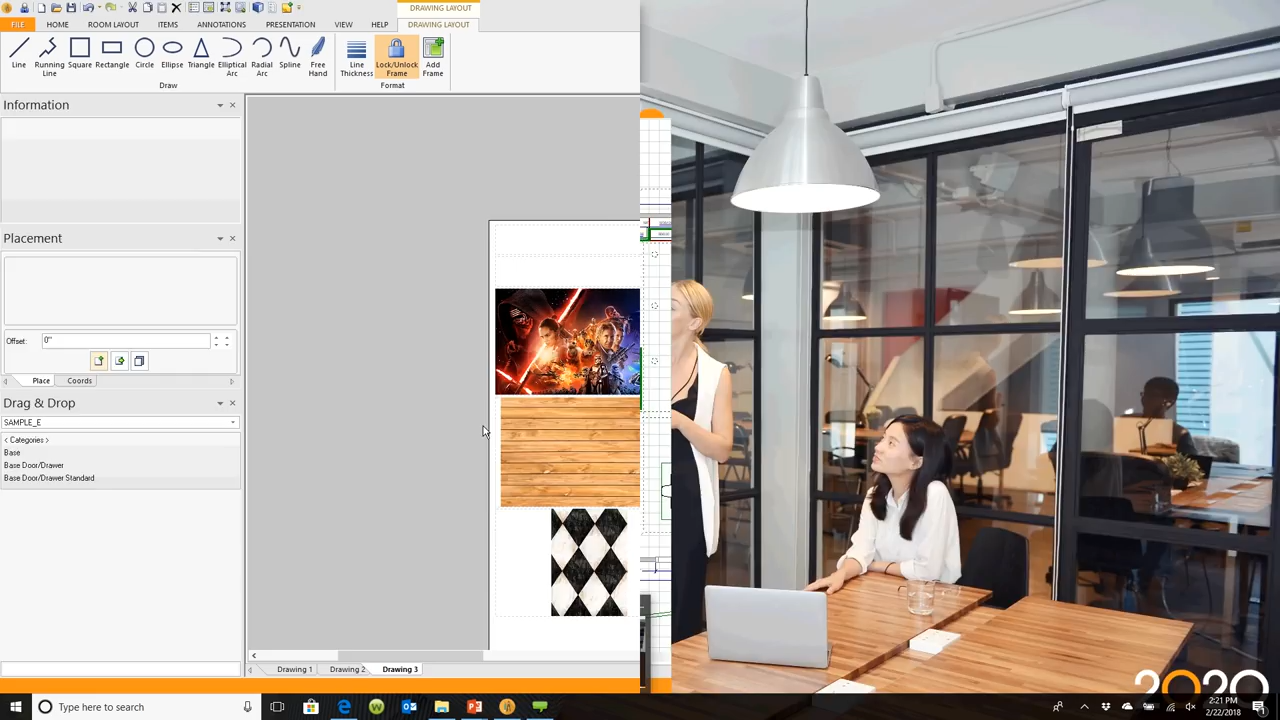 DRAWING LAYOUT
FILE HOME ROOM LAYOUT ITEMS ANNOTATIONS PRESENTATION VIEW HELP DRAWING LAYOUT
Line Running Line Square Rectangle Circle Ellipse Triangle Elliptical Arc Radial Arc Spline Free Hand Line Thickness Lock/Unlock Frame Add Frame
Draw Format
Information
Placement
Offset: 0"
Place Coords
Drag & Drop
SAMPLE_E
< Categories >
Base
Base Door/Drawer
Base Door/Drawer Standard
Drawing 1 Drawing 2 Drawing 3
2020
Type here to search
2:21 PM
2/22/2018
1